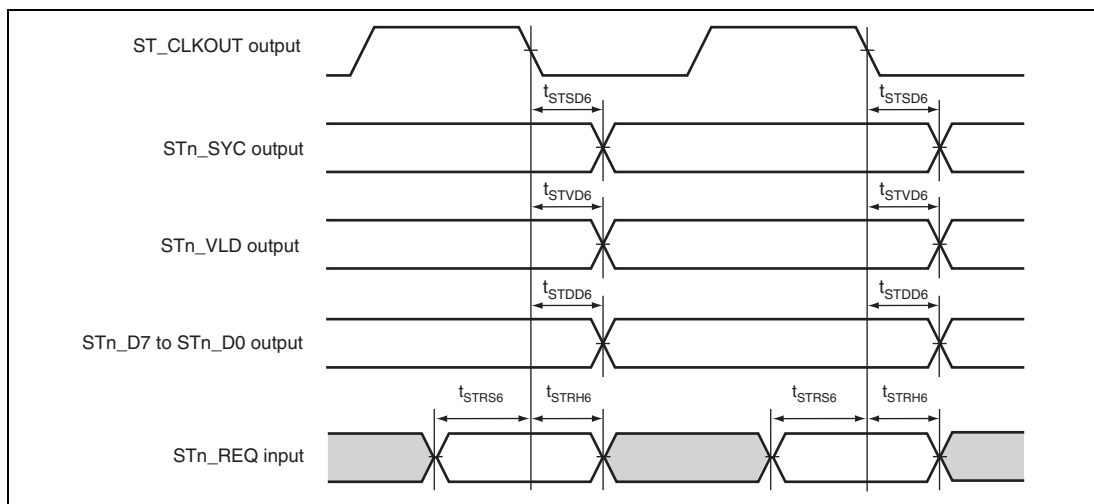 ST_CLKOUT output
tSTSD6 tSTSD6
STn_SYC output
tSTVD6 tSTVD6
STn_VLD output
tSTDD6 tSTDD6
STn_D7 to STn_D0 output
tSTRS6 tSTRH6 tSTRS6 tSTRH6
STn_REQ input